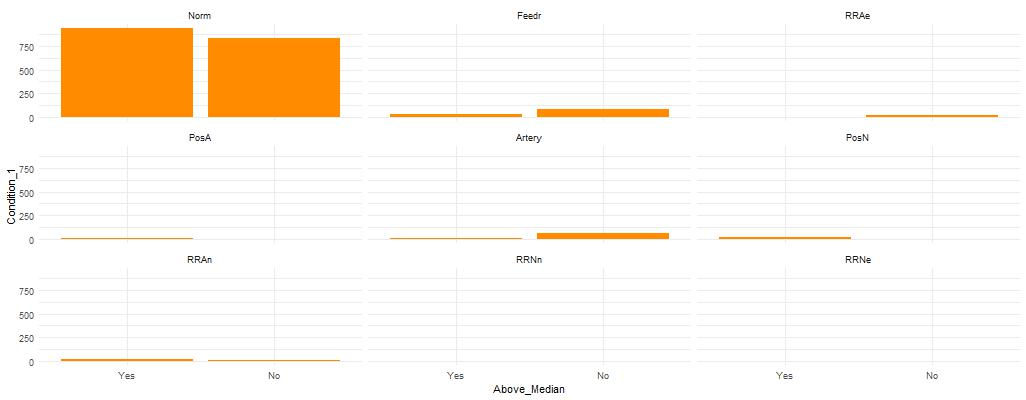 Norm Feedr RRAe
750
500
250
0
PosA Artery PosN
750
500
250
0
Condition_1
RRAn RRNn RRNe
750
500
250
0
Yes No Yes No Yes No
Above_Median